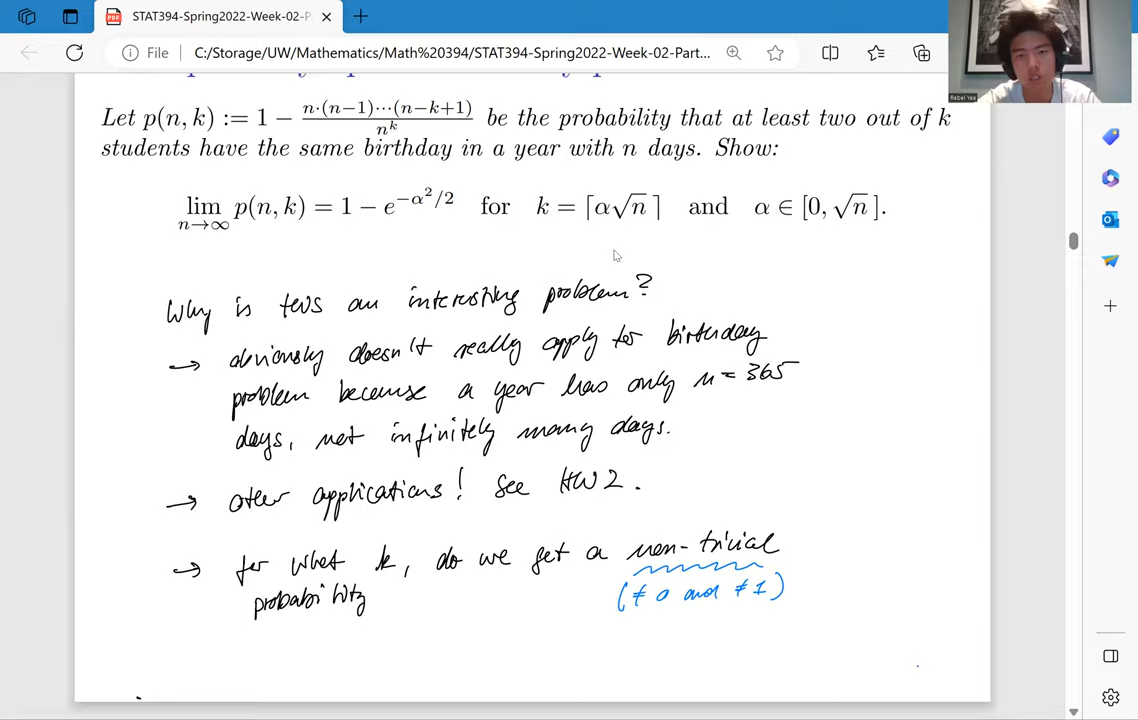 STAT394-Spring2022-Week-02-P
File
C:/Storage/UW/Mathematics/Math%20394/STAT394-Spring2022-Week-02-Part...
Rebel Yee
Let p(n, k) := 1 − n·(n−1)···(n−k+1) / n^k be the probability that at least two out of k
students have the same birthday in a year with n days. Show:
lim n→∞ p(n, k) = 1 − e^{−α²/2} for k = ⌈α√n⌉ and α ∈ [0, √n].
Why is this an interesting problem?
→ obviously doesn't really apply for birthday
problem because a year has only n = 365
days, not infinitely many days.
→ other applications! See HW2.
→ for what k, do we get a non-trivial
probability
(≠ 0 and ≠ 1)